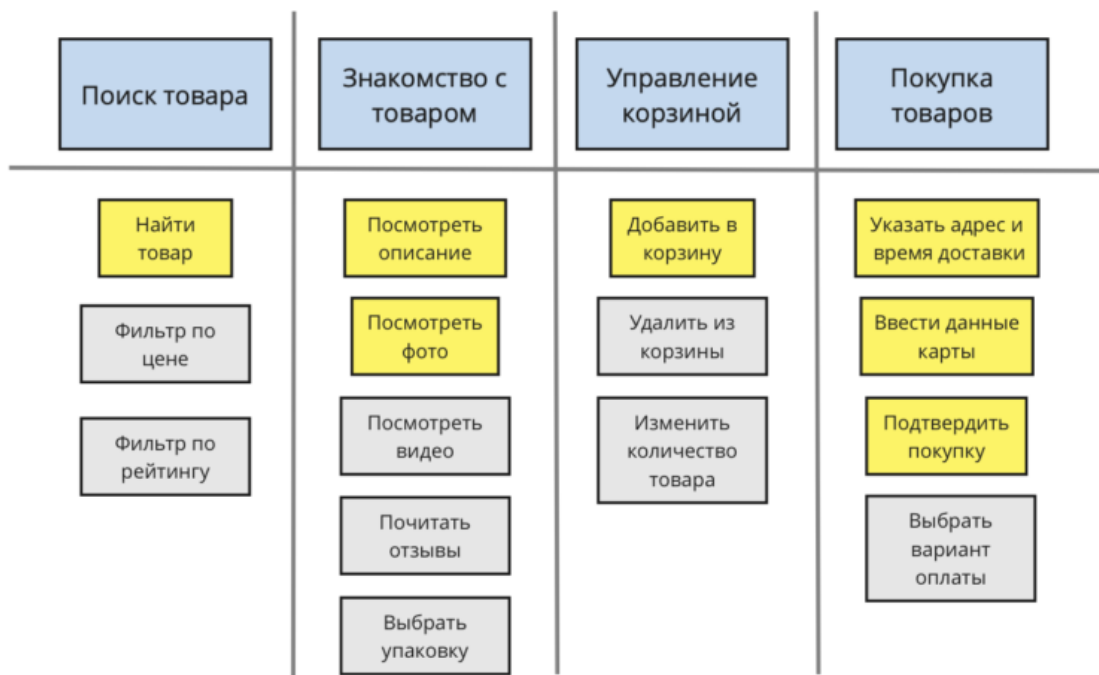 Поиск товара
Знакомство с
товаром
Управление
корзиной
Покупка
товаров
Найти
товар
Фильтр по
цене
Фильтр по
рейтингу
Посмотреть
описание
Посмотреть
фото
Посмотреть
видео
Почитать
отзывы
Выбрать
упаковку
Добавить в
корзину
Удалить из
корзины
Изменить
количество
товара
Указать адрес и
время доставки
Ввести данные
карты
Подтвердить
покупку
Выбрать
вариант
оплаты